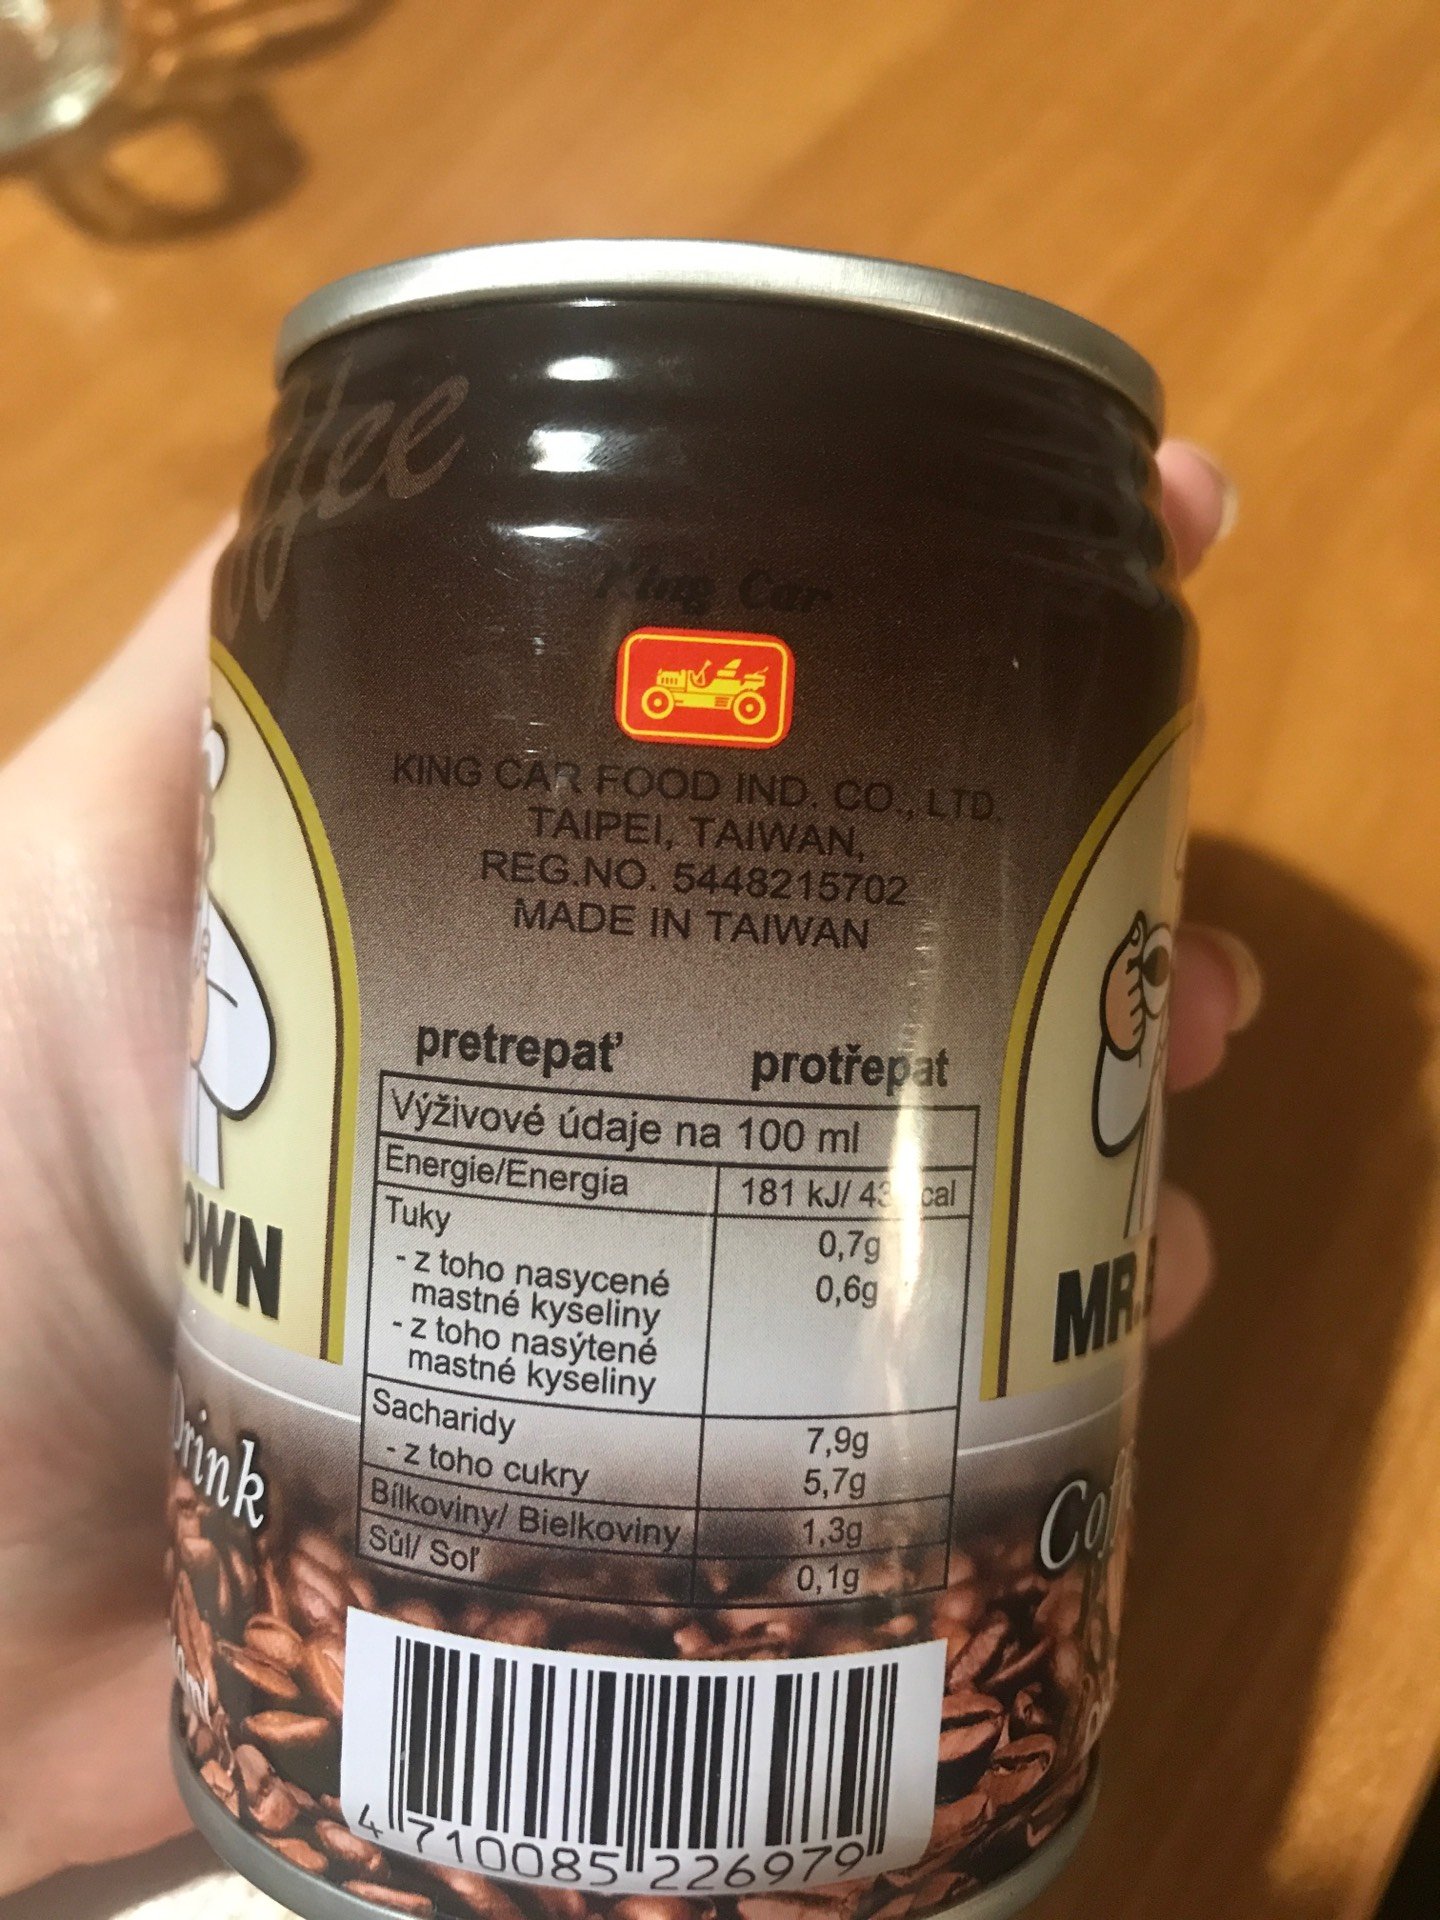 Coffee
King Car
KING CAR FOOD IND. CO., LTD.
TAIPEI, TAIWAN,
REG.NO. 5448215702
MADE IN TAIWAN
pretrepať protřepat
Výživové údaje na 100 ml
Energie/Energia 181 kJ/
Tuky 0,7g
- z toho nasycené 0,6g
mastné kyseliny
- z toho nasýtené
mastné kyseliny
Sacharidy 7,9g
- z toho cukry 5,7g
Bílkoviny/ Bielkoviny 1,3g
Sůl/ Soľ 0,1g
4 710085 226979
OWN
Drink
MR.
Coff